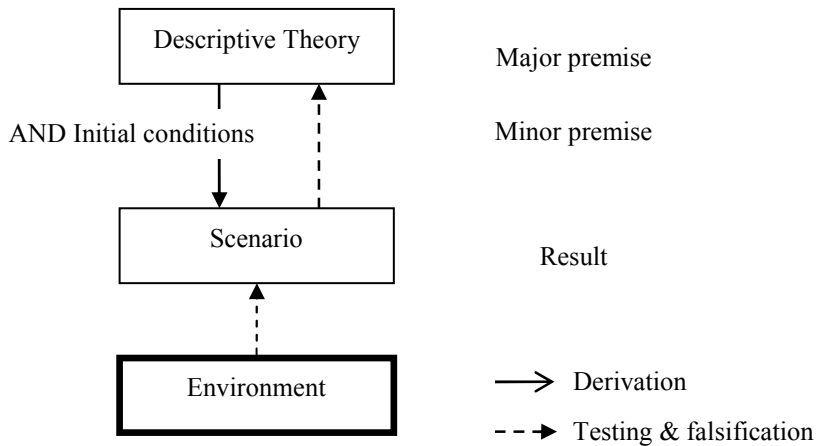 Descriptive Theory
Major premise
AND Initial conditions
Minor premise
Scenario
Result
Environment
Derivation
Testing & falsification